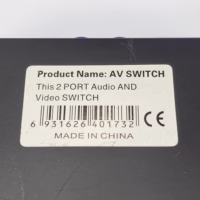 Product Name: AV SWITCH
This 2 PORT Audio AND
Video SWITCH
6 931626 401732
CE
MADE IN CHINA